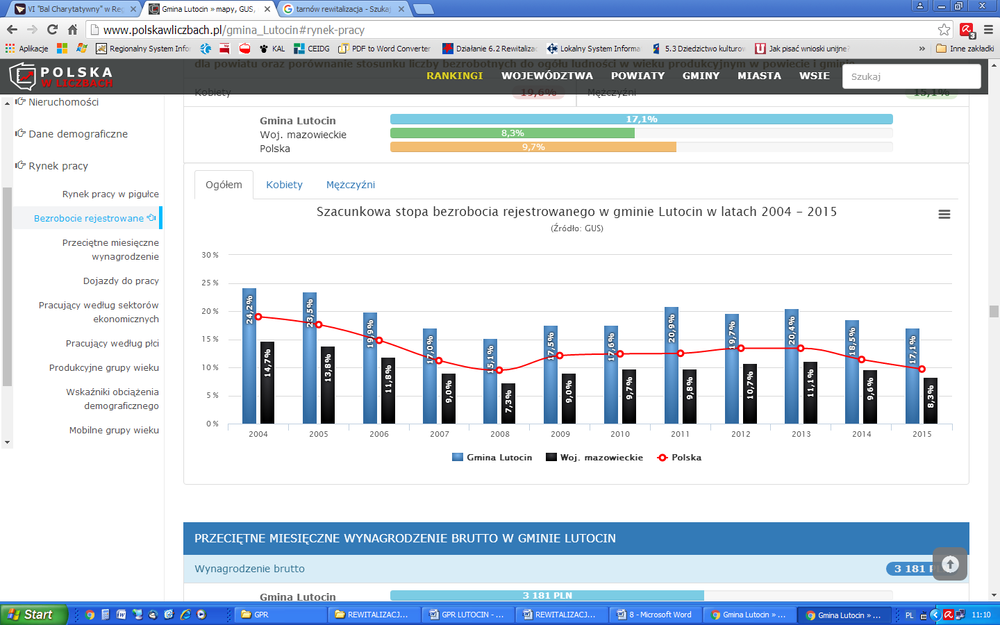 VI "Bal Charytatywny" w Reg
Gmina Lutocin » mapy, GUS,
tarnów rewitalizacja - Szukaj
www.polskawliczbach.pl/gmina_Lutocin#rynek-pracy
3
Aplikacje
Regionalny System Info
KAL
CEIDG
PDF to Word Converter
Działanie 6.2 Rewitalizac
Lokalny System Informa
5.3 Dziedzictwo kulturow
Jak pisać wnioski unijne?
»
Inne zakładki
dla powiatu oraz porównanie stosunku liczby bezrobotnych do ogółu ludności w wieku produkcyjnym w powiecie i gminie
POLSKA
W LICZBACH
RANKINGI WOJEWÓDZTWA POWIATY GMINY MIASTA WSIE
Szukaj
Kobiety 19,6% Mężczyźni 15,1%
Nieruchomości
Dane demograficzne
Rynek pracy
Rynek pracy w pigułce
Bezrobocie rejestrowane
Przeciętne miesięczne
wynagrodzenie
Dojazdy do pracy
Pracujący według sektorów
ekonomicznych
Pracujący według płci
Produkcyjne grupy wieku
Wskaźniki obciążenia
demograficznego
Mobilne grupy wieku
Gmina Lutocin 17,1%
Woj. mazowieckie 8,3%
Polska 9,7%
Ogółem Kobiety Mężczyźni
Szacunkowa stopa bezrobocia rejestrowanego w gminie Lutocin w latach 2004 - 2015
(Źródło: GUS)
30 %
25 %
20 %
15 %
10 %
5 %
0 %
24,2% 14,7%
23,5% 13,8%
19,9% 11,8%
17,0% 9,0%
15,1% 7,3%
17,5% 9,0%
17,6% 9,7%
20,9% 9,8%
19,7% 10,7%
20,4% 11,1%
18,5% 9,6%
17,1% 8,3%
2004 2005 2006 2007 2008 2009 2010 2011 2012 2013 2014 2015
Gmina Lutocin Woj. mazowieckie Polska
PRZECIĘTNE MIESIĘCZNE WYNAGRODZENIE BRUTTO W GMINIE LUTOCIN
Wynagrodzenie brutto 3 181
Gmina Lutocin 3 181 PLN
Start
GPR
REWITALIZACJ...
GPR LUTOCIN - ...
REWITALIZACJ...
8 - Microsoft Word
Gmina Lutocin » ...
Gmina Lutocin » ...
PL
11:10